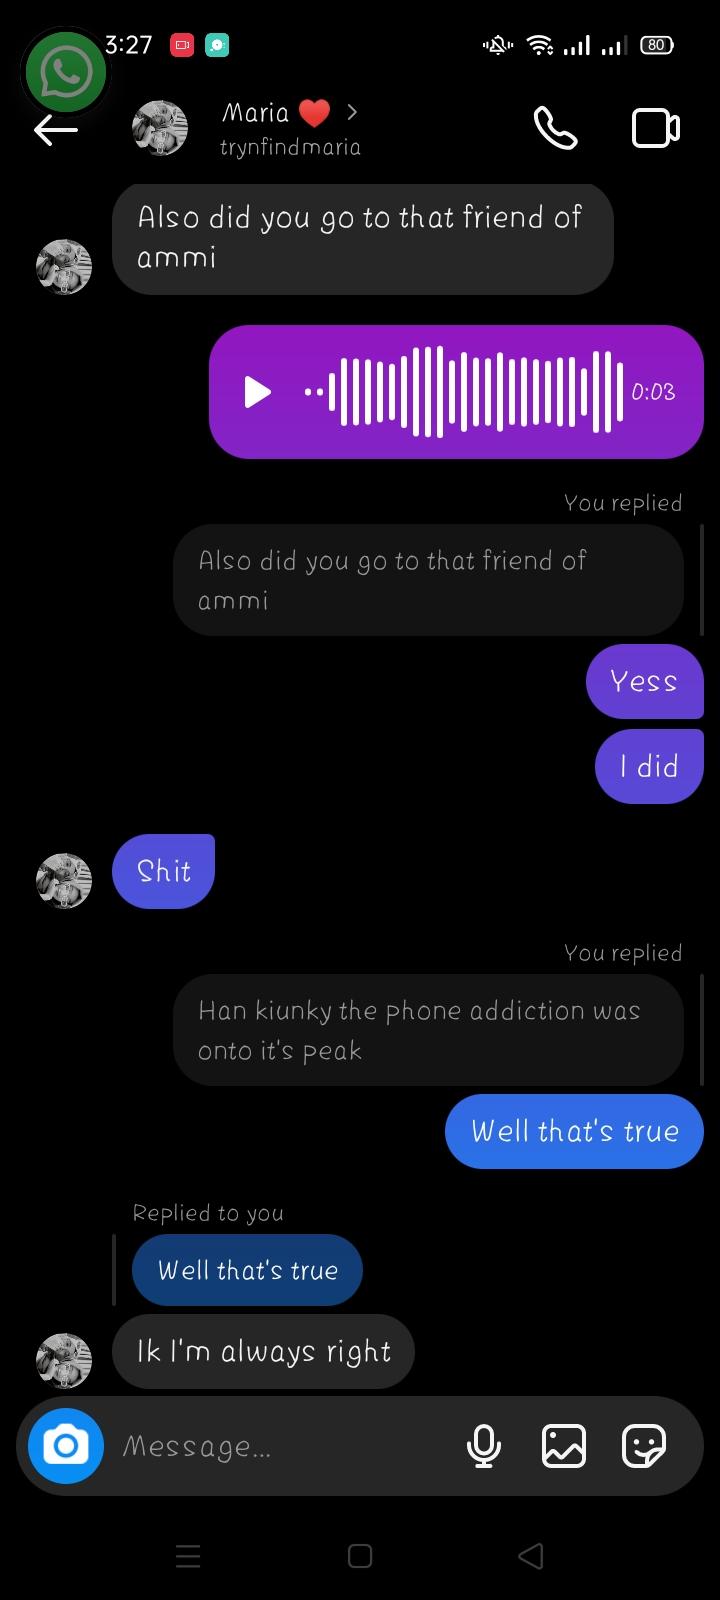 3:27
80
Maria ❤️ >
trynfindmaria
Also did you go to that friend of
ammi
0:03
You replied
Also did you go to that friend of
ammi
Yess
I did
Shit
You replied
Han kiunky the phone addiction was
onto it's peak
Well that's true
Replied to you
Well that's true
Ik I'm always right
Message...